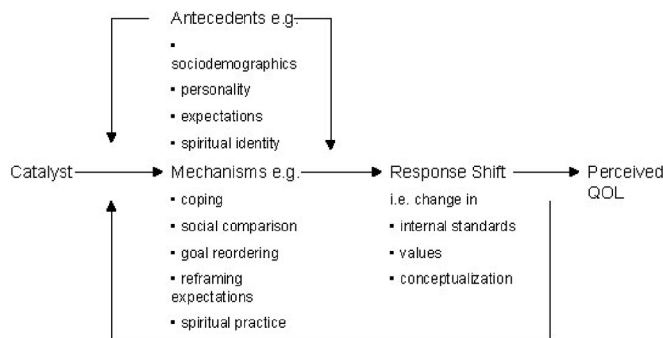 Antecedents e.g.
▪
sociodemographics
▪ personality
▪ expectations
▪ spiritual identity
Catalyst
Mechanisms e.g.
▪ coping
▪ social comparison
▪ goal reordering
▪ reframing
expectations
▪ spiritual practice
Response Shift
i.e. change in
▪ internal standards
▪ values
▪ conceptualization
Perceived
QOL